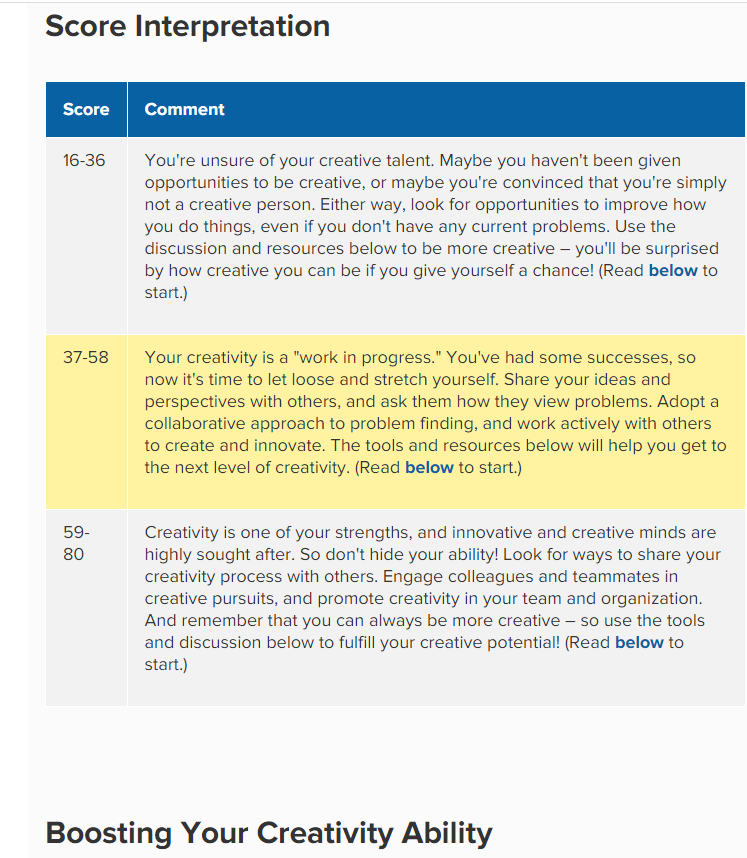 Score Interpretation
Score Comment
16-36 You're unsure of your creative talent. Maybe you haven't been given
opportunities to be creative, or maybe you're convinced that you're simply
not a creative person. Either way, look for opportunities to improve how
you do things, even if you don't have any current problems. Use the
discussion and resources below to be more creative – you'll be surprised
by how creative you can be if you give yourself a chance! (Read below to
start.)
37-58 Your creativity is a "work in progress." You've had some successes, so
now it's time to let loose and stretch yourself. Share your ideas and
perspectives with others, and ask them how they view problems. Adopt a
collaborative approach to problem finding, and work actively with others
to create and innovate. The tools and resources below will help you get to
the next level of creativity. (Read below to start.)
59-
80
Creativity is one of your strengths, and innovative and creative minds are
highly sought after. So don't hide your ability! Look for ways to share your
creativity process with others. Engage colleagues and teammates in
creative pursuits, and promote creativity in your team and organization.
And remember that you can always be more creative – so use the tools
and discussion below to fulfill your creative potential! (Read below to
start.)
Boosting Your Creativity Ability